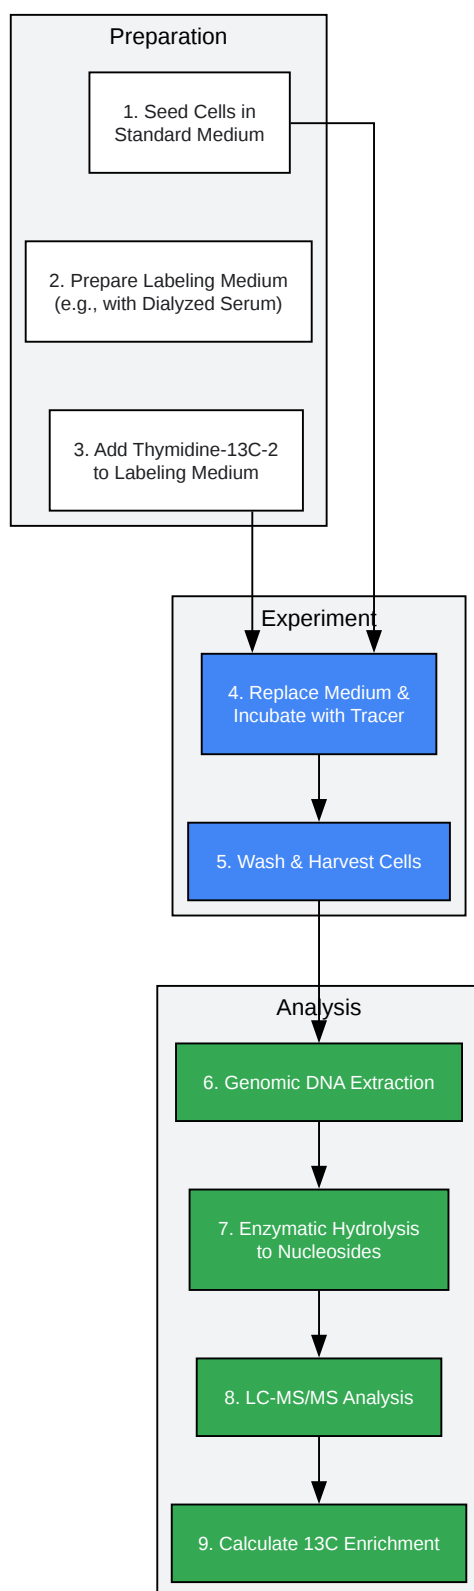 Preparation
1. Seed Cells in
Standard Medium
2. Prepare Labeling Medium
(e.g., with Dialyzed Serum)
3. Add Thymidine-13C-2
to Labeling Medium
Experiment
4. Replace Medium &
Incubate with Tracer
5. Wash & Harvest Cells
Analysis
6. Genomic DNA Extraction
7. Enzymatic Hydrolysis
to Nucleosides
8. LC-MS/MS Analysis
9. Calculate 13C Enrichment